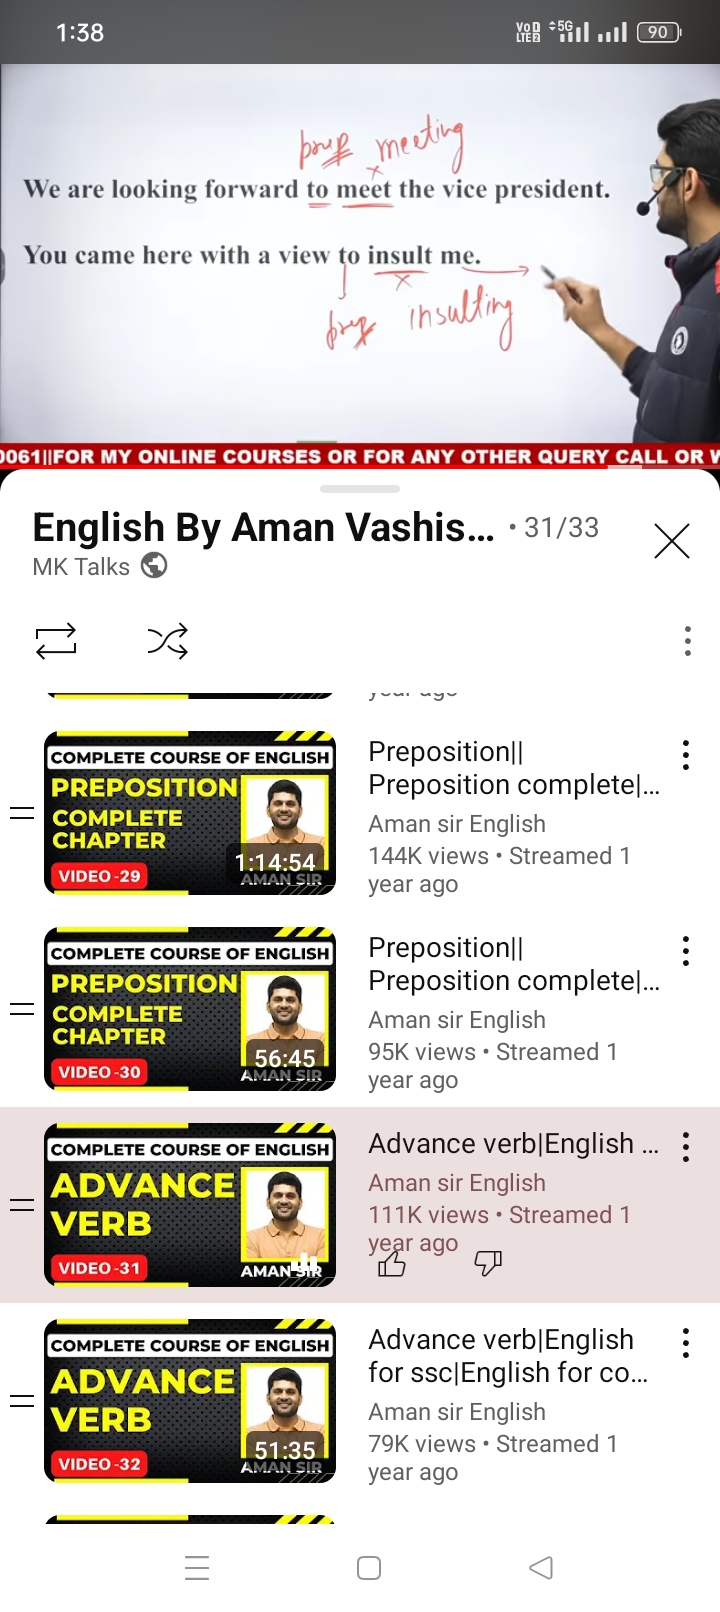 1:38
Vo LTE2 5G 90
prep meeting
We are looking forward to meet the vice president.
You came here with a view to insult me.
prep insulting
0061||FOR MY ONLINE COURSES OR FOR ANY OTHER QUERY CALL OR W
English By Aman Vashis... • 31/33
MK Talks
year ago
COMPLETE COURSE OF ENGLISH
PREPOSITION
COMPLETE
CHAPTER
VIDEO -29
1:14:54
AMAN SIR
Preposition||
Preposition complete|...
Aman sir English
144K views • Streamed 1
year ago
COMPLETE COURSE OF ENGLISH
PREPOSITION
COMPLETE
CHAPTER
VIDEO -30
56:45
AMAN SIR
Preposition||
Preposition complete|...
Aman sir English
95K views • Streamed 1
year ago
COMPLETE COURSE OF ENGLISH
ADVANCE
VERB
VIDEO -31
AMAN SIR
Advance verb|English ...
Aman sir English
111K views • Streamed 1
year ago
COMPLETE COURSE OF ENGLISH
ADVANCE
VERB
VIDEO -32
51:35
AMAN SIR
Advance verb|English
for ssc|English for co...
Aman sir English
79K views • Streamed 1
year ago